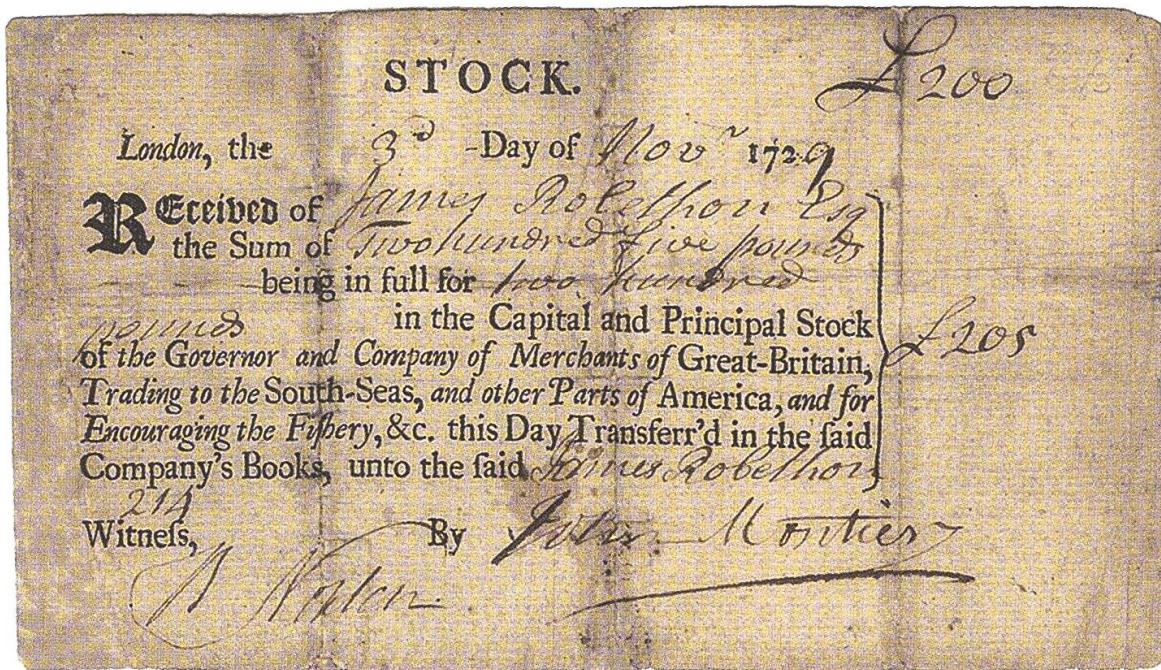 STOCK. £200
London, the 3d - Day of Novr 1729
REceived of James Robethon Esq
the Sum of Two hundred five pounds
being in full for two hundred
pounds in the Capital and Principal Stock
of the Governor and Company of Merchants of Great-Britain, £205
Trading to the South-Seas, and other Parts of America, and for
Encouraging the Fiſhery, &c. this Day Transferr'd in the ſaid
Company's Books, unto the ſaid James Robethon
214
Witneſs, By John Montier
Norton